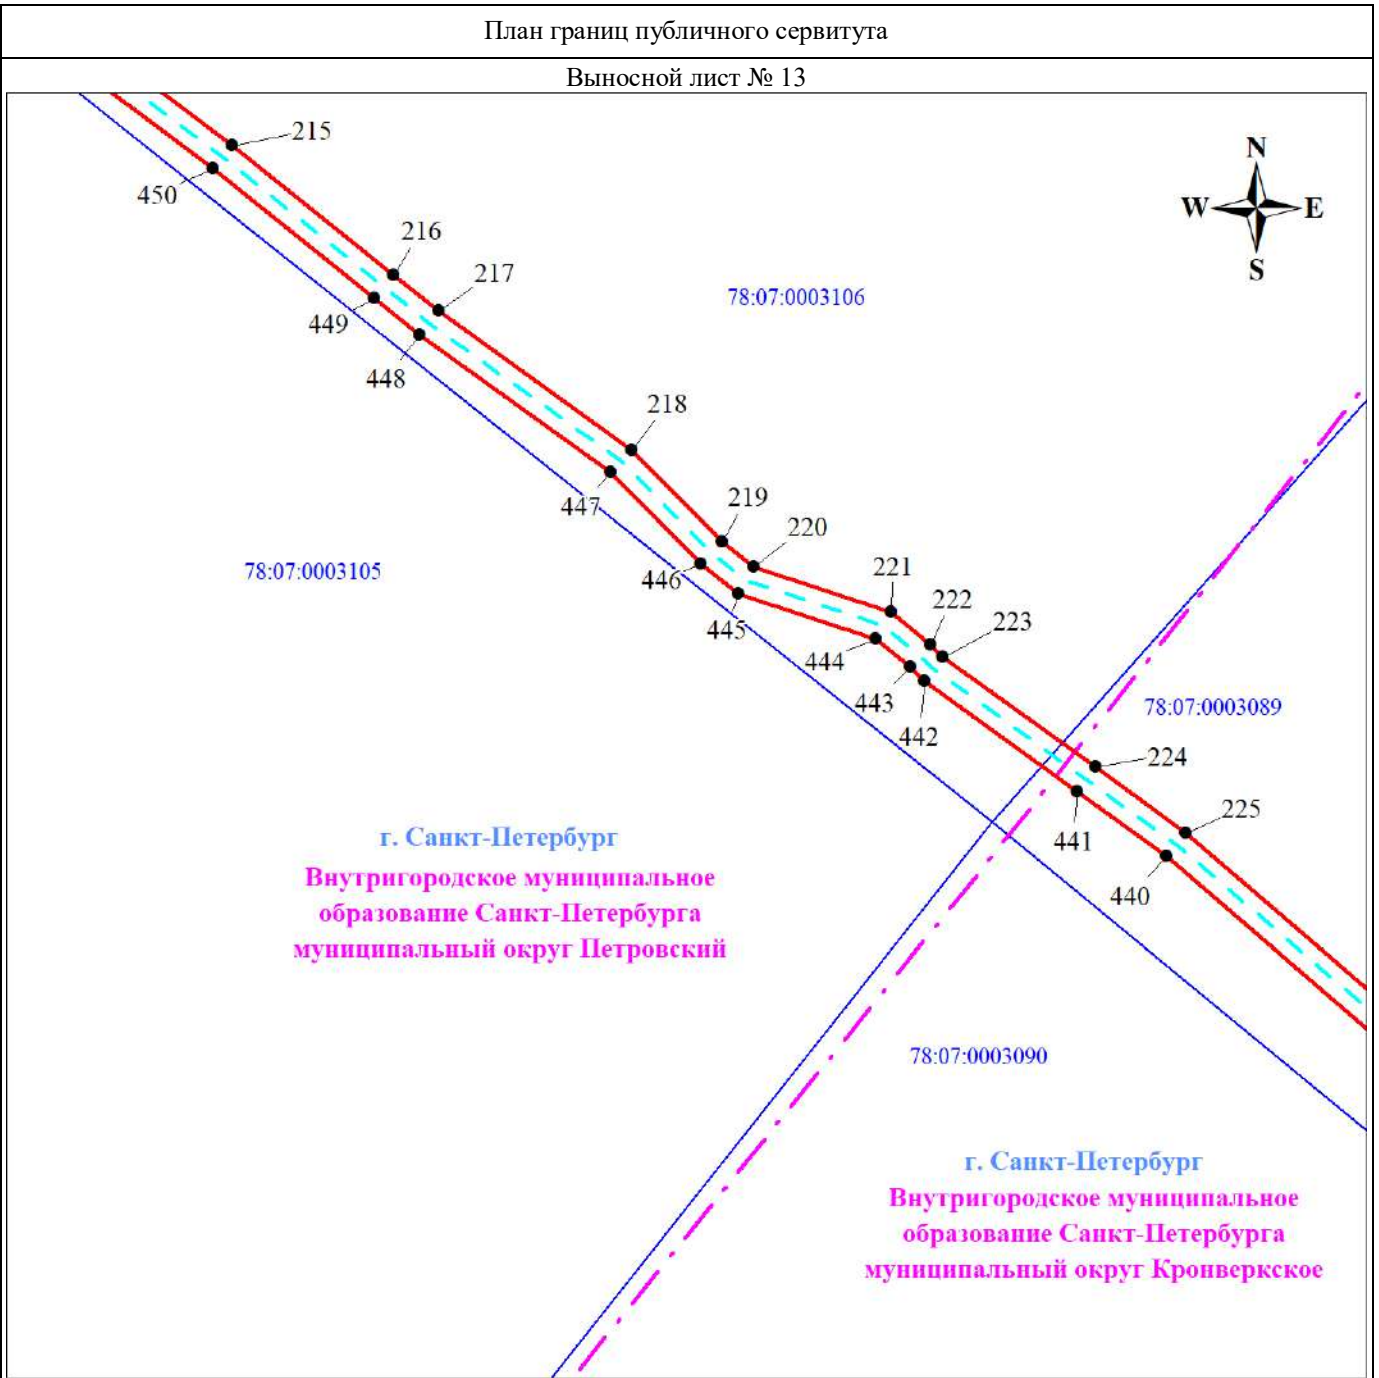 План границ публичного сервитута
Выносной лист № 13
215
450
N
W
E
S
216
217
449
448
78:07:0003106
218
447
219
220
446
445
78:07:0003105
221
222
223
444
443
442
78:07:0003089
224
225
441
440
г. Санкт-Петербург
Внутригородское муниципальное
образование Санкт-Петербурга
муниципальный округ Петровский
78:07:0003090
г. Санкт-Петербург
Внутригородское муниципальное
образование Санкт-Петербурга
муниципальный округ Кронверкское